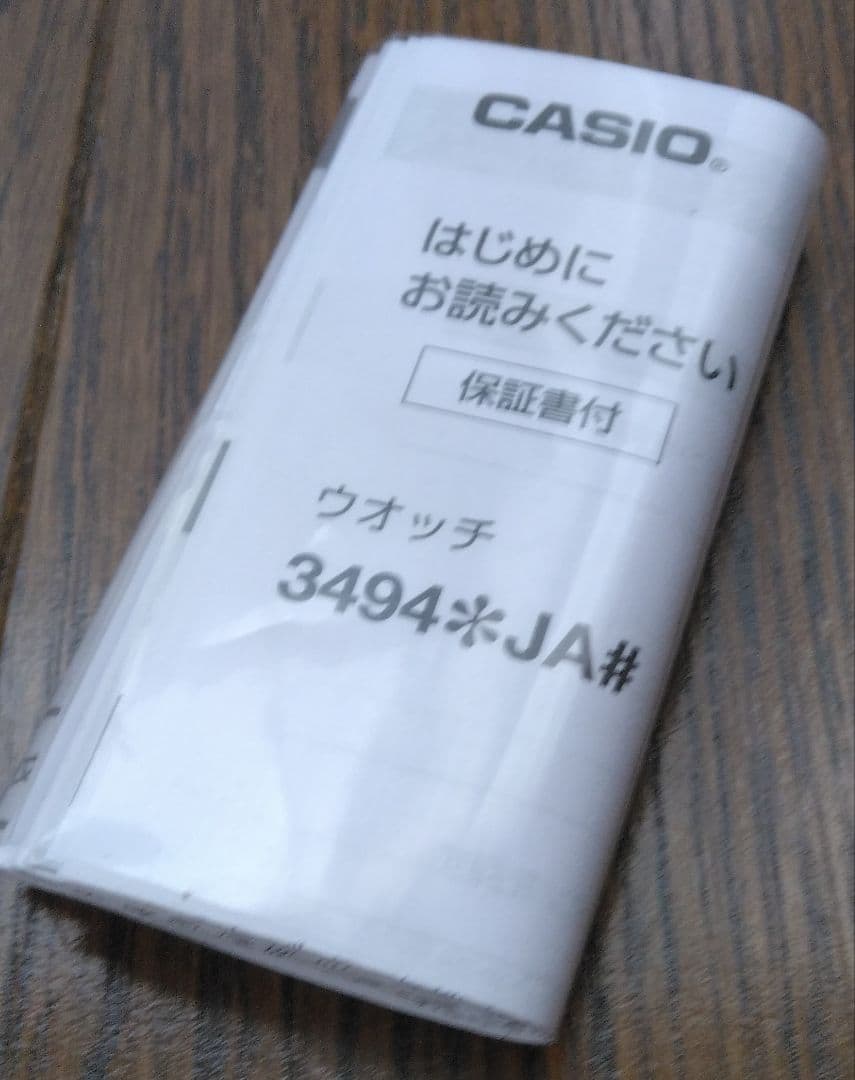 CASIO®
はじめに
お読みください
保証書付
ウオッチ
3494＊JA#